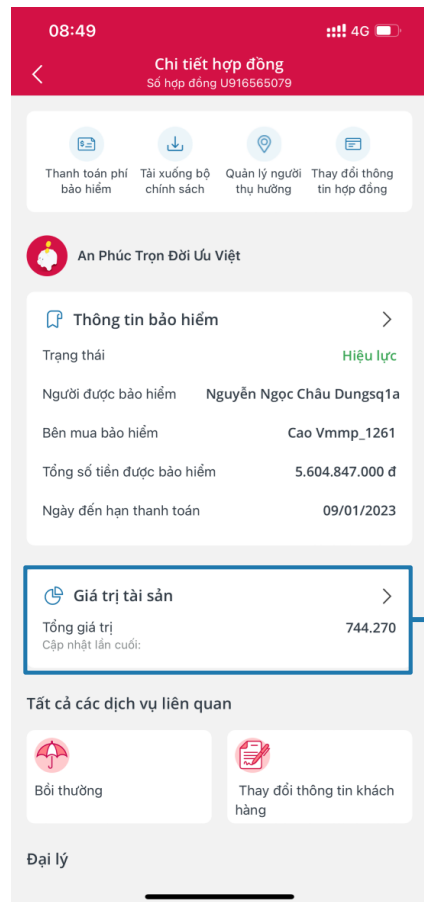 08:49
4G
Chi tiết hợp đồng
Số hợp đồng U916565079
Thanh toán phí bảo hiểm
Tải xuống bộ chính sách
Quản lý người thụ hưởng
Thay đổi thông tin hợp đồng
An Phúc Trọn Đời Ưu Việt
Thông tin bảo hiểm
Trạng thái Hiệu lực
Người được bảo hiểm Nguyễn Ngọc Châu Dungsq1a
Bên mua bảo hiểm Cao Vmmp_1261
Tổng số tiền được bảo hiểm 5.604.847.000 đ
Ngày đến hạn thanh toán 09/01/2023
Giá trị tài sản
Tổng giá trị 744.270
Cập nhật lần cuối:
Tất cả các dịch vụ liên quan
Bồi thường
Thay đổi thông tin khách
hàng
Đại lý